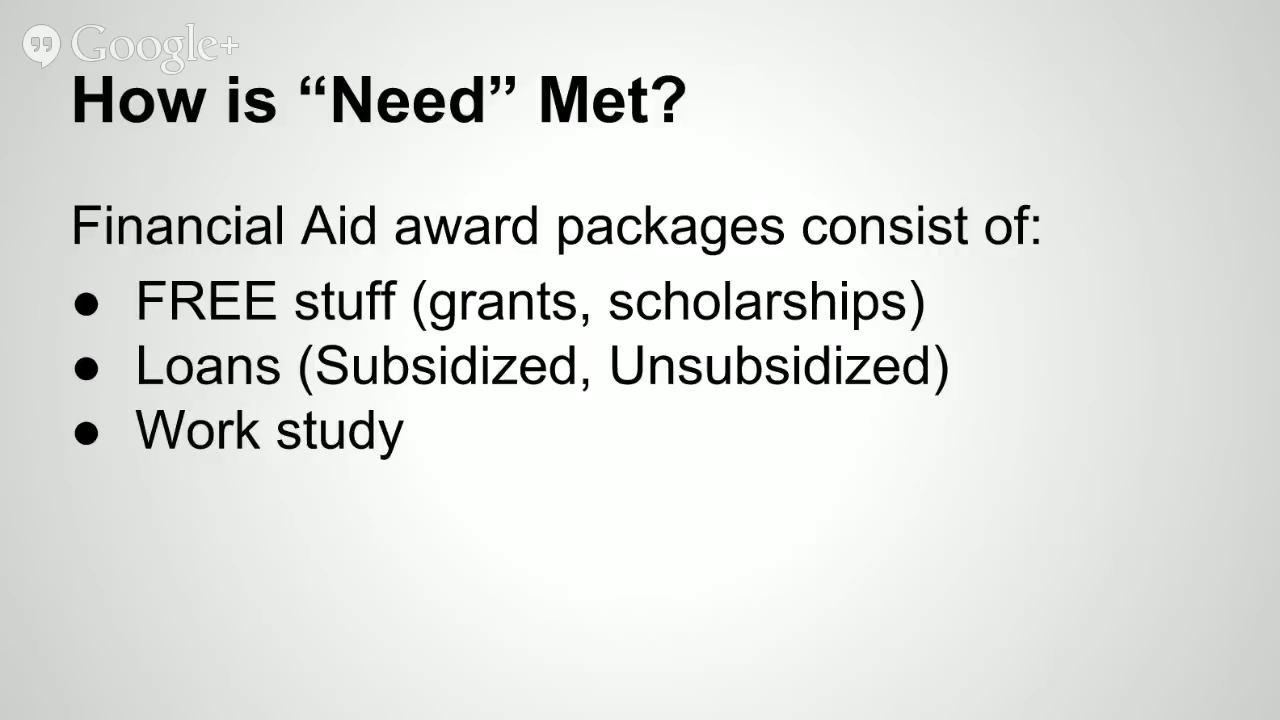 Google+
How is “Need” Met?
Financial Aid award packages consist of:
● FREE stuff (grants, scholarships)
● Loans (Subsidized, Unsubsidized)
● Work study